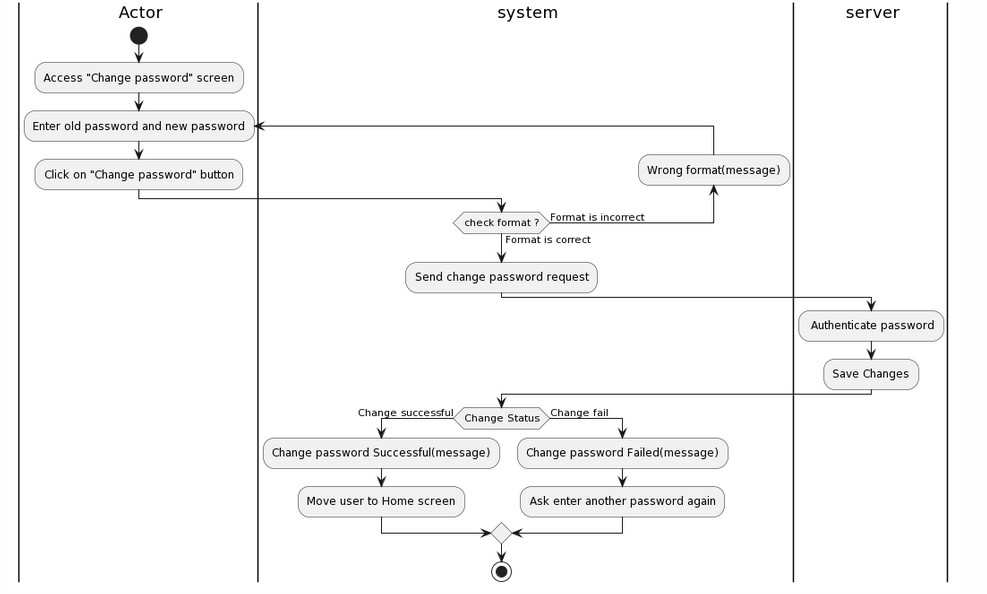 Actor
system
server
Access "Change password" screen
Enter old password and new password
Click on "Change password" button
Wrong format(message)
check format ?
Format is incorrect
Format is correct
Send change password request
Authenticate password
Save Changes
Change successful
Change Status
Change fail
Change password Successful(message)
Change password Failed(message)
Move user to Home screen
Ask enter another password again